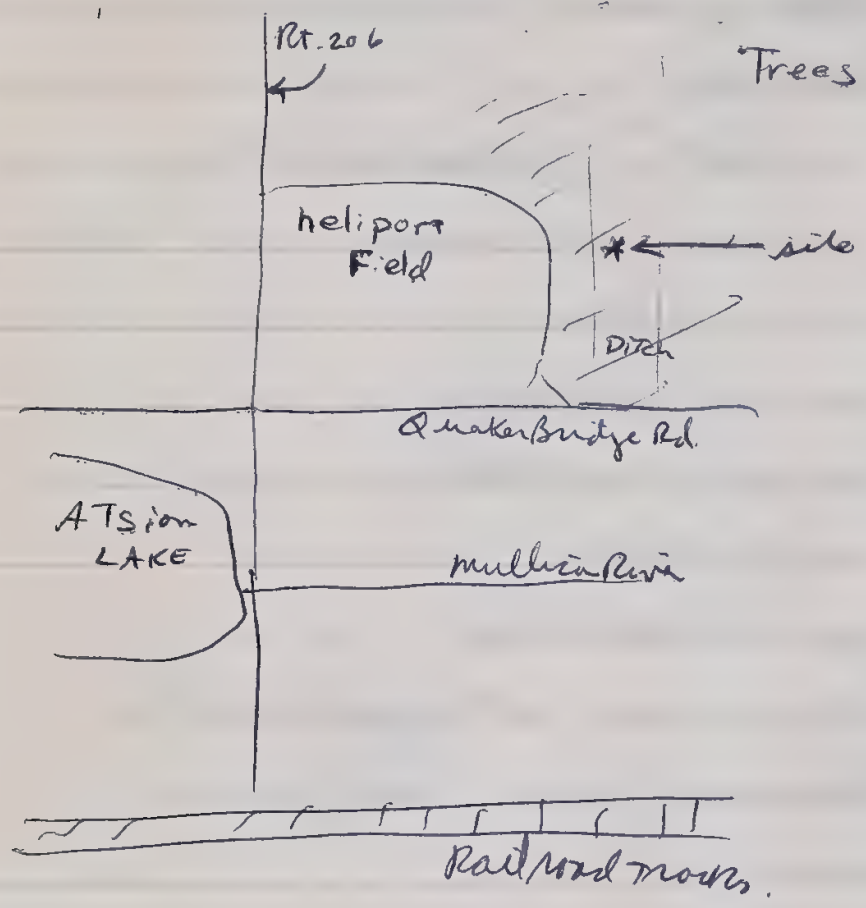 Rt. 206
Trees
heliport
Field
* site
Ditch
Quaker Bridge Rd.
ATsion
LAKE
Mullica River
Railroad Tracks.